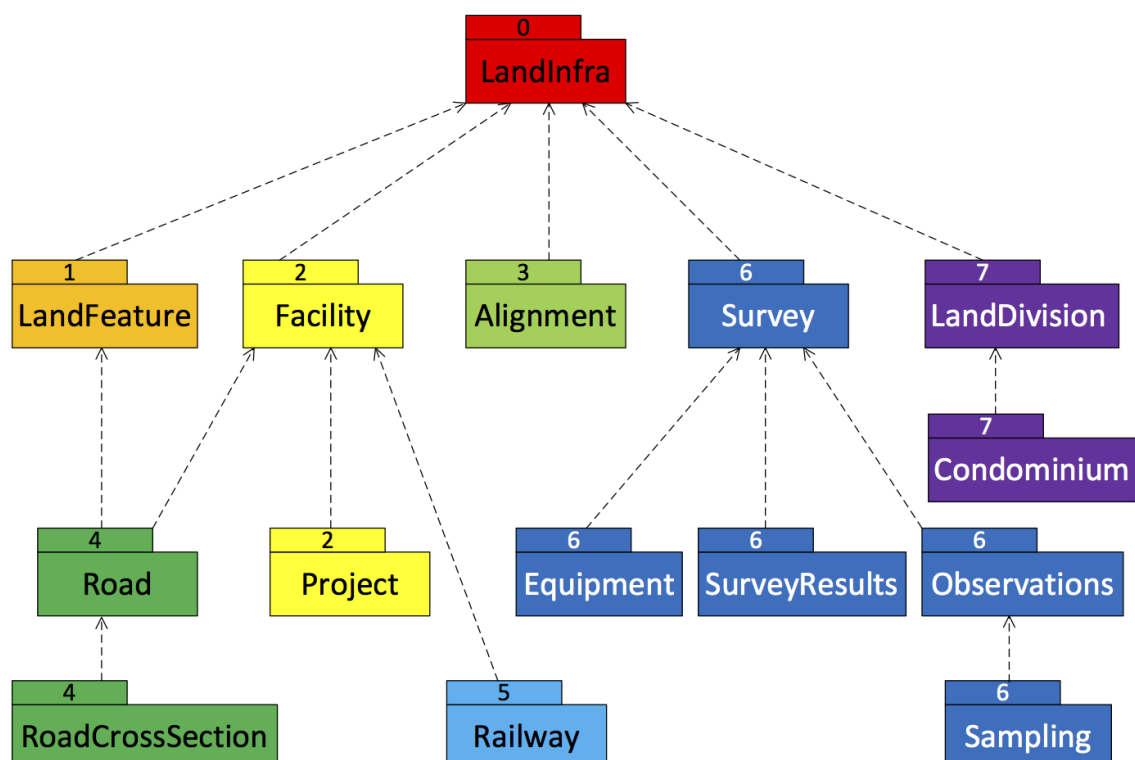 0
LandInfra
1
LandFeature
2
Facility
3
Alignment
6
Survey
7
LandDivision
7
Condominium
4
Road
2
Project
6
Equipment
6
SurveyResults
6
Observations
4
RoadCrossSection
5
Railway
6
Sampling